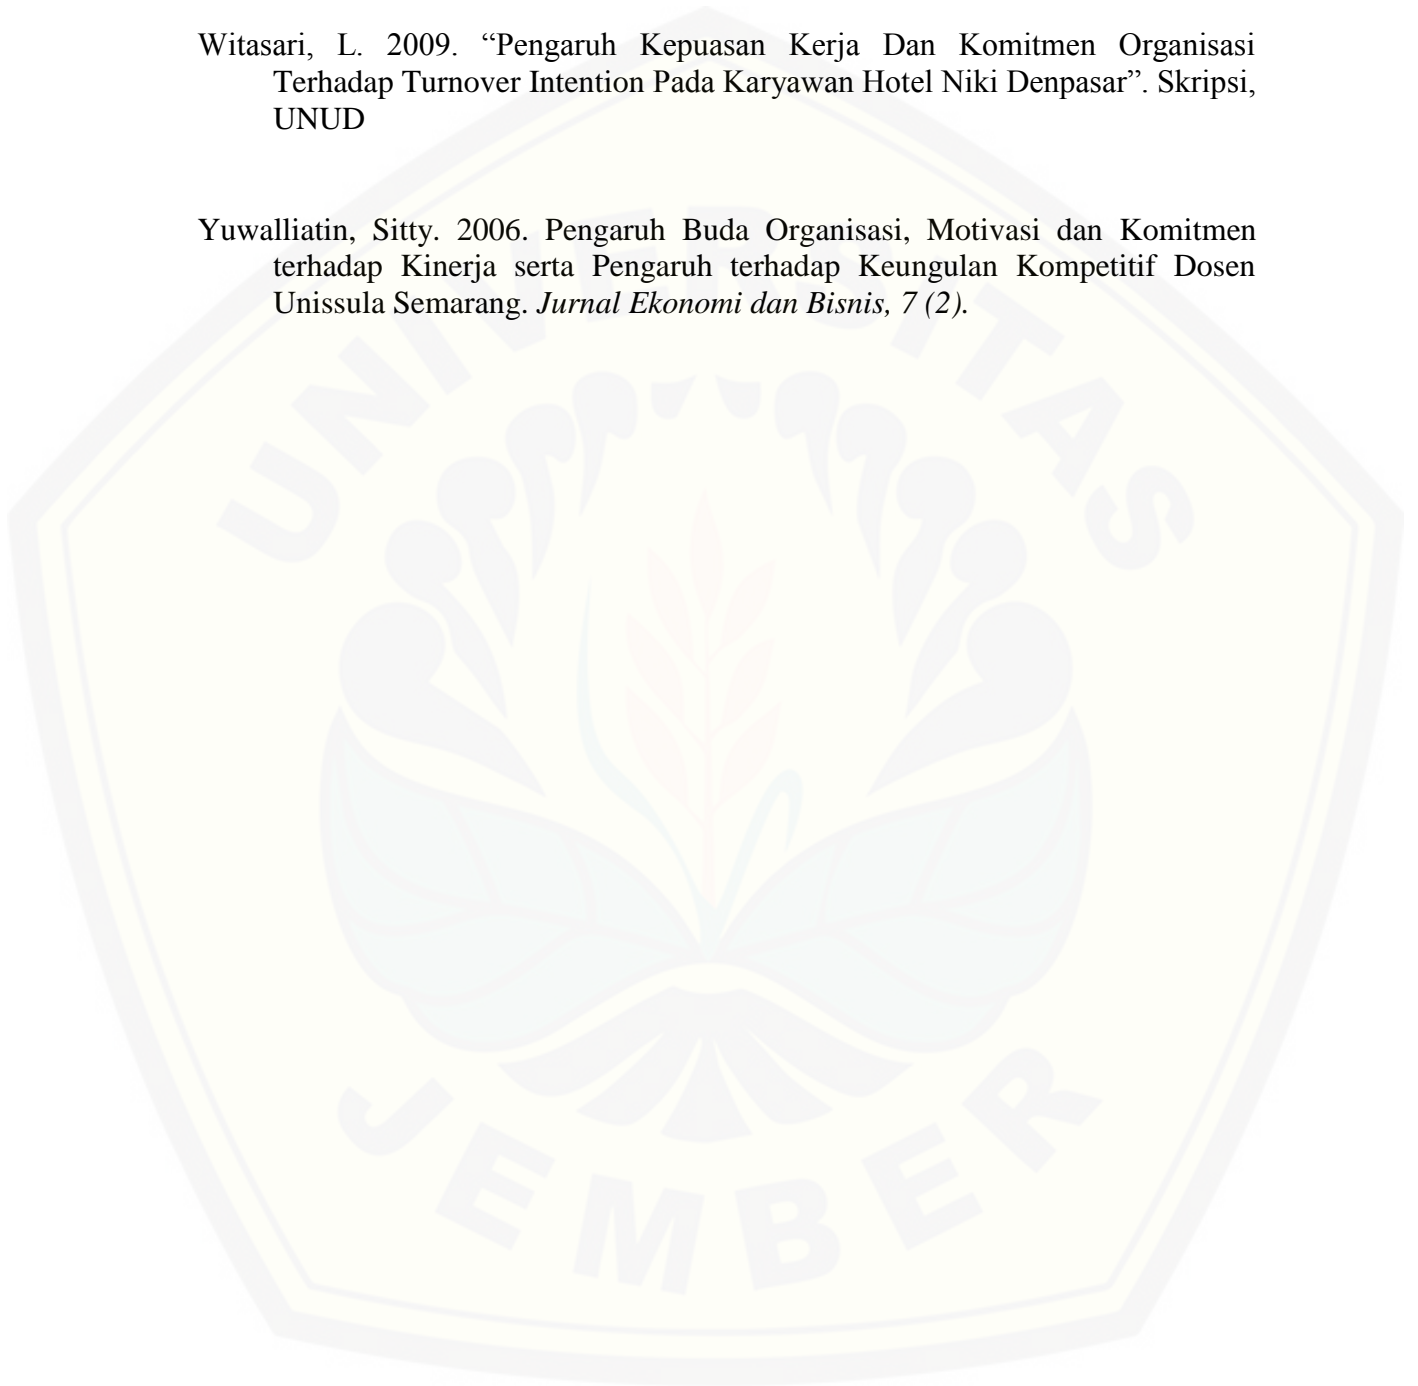 Witasari, L. 2009. “Pengaruh Kepuasan Kerja Dan Komitmen Organisasi
Terhadap Turnover Intention Pada Karyawan Hotel Niki Denpasar”. Skripsi,
UNUD
Yuwalliatin, Sitty. 2006. Pengaruh Buda Organisasi, Motivasi dan Komitmen
terhadap Kinerja serta Pengaruh terhadap Keungulan Kompetitif Dosen
Unissula Semarang. Jurnal Ekonomi dan Bisnis, 7 (2).
UNIVERSITAS
JEMBER